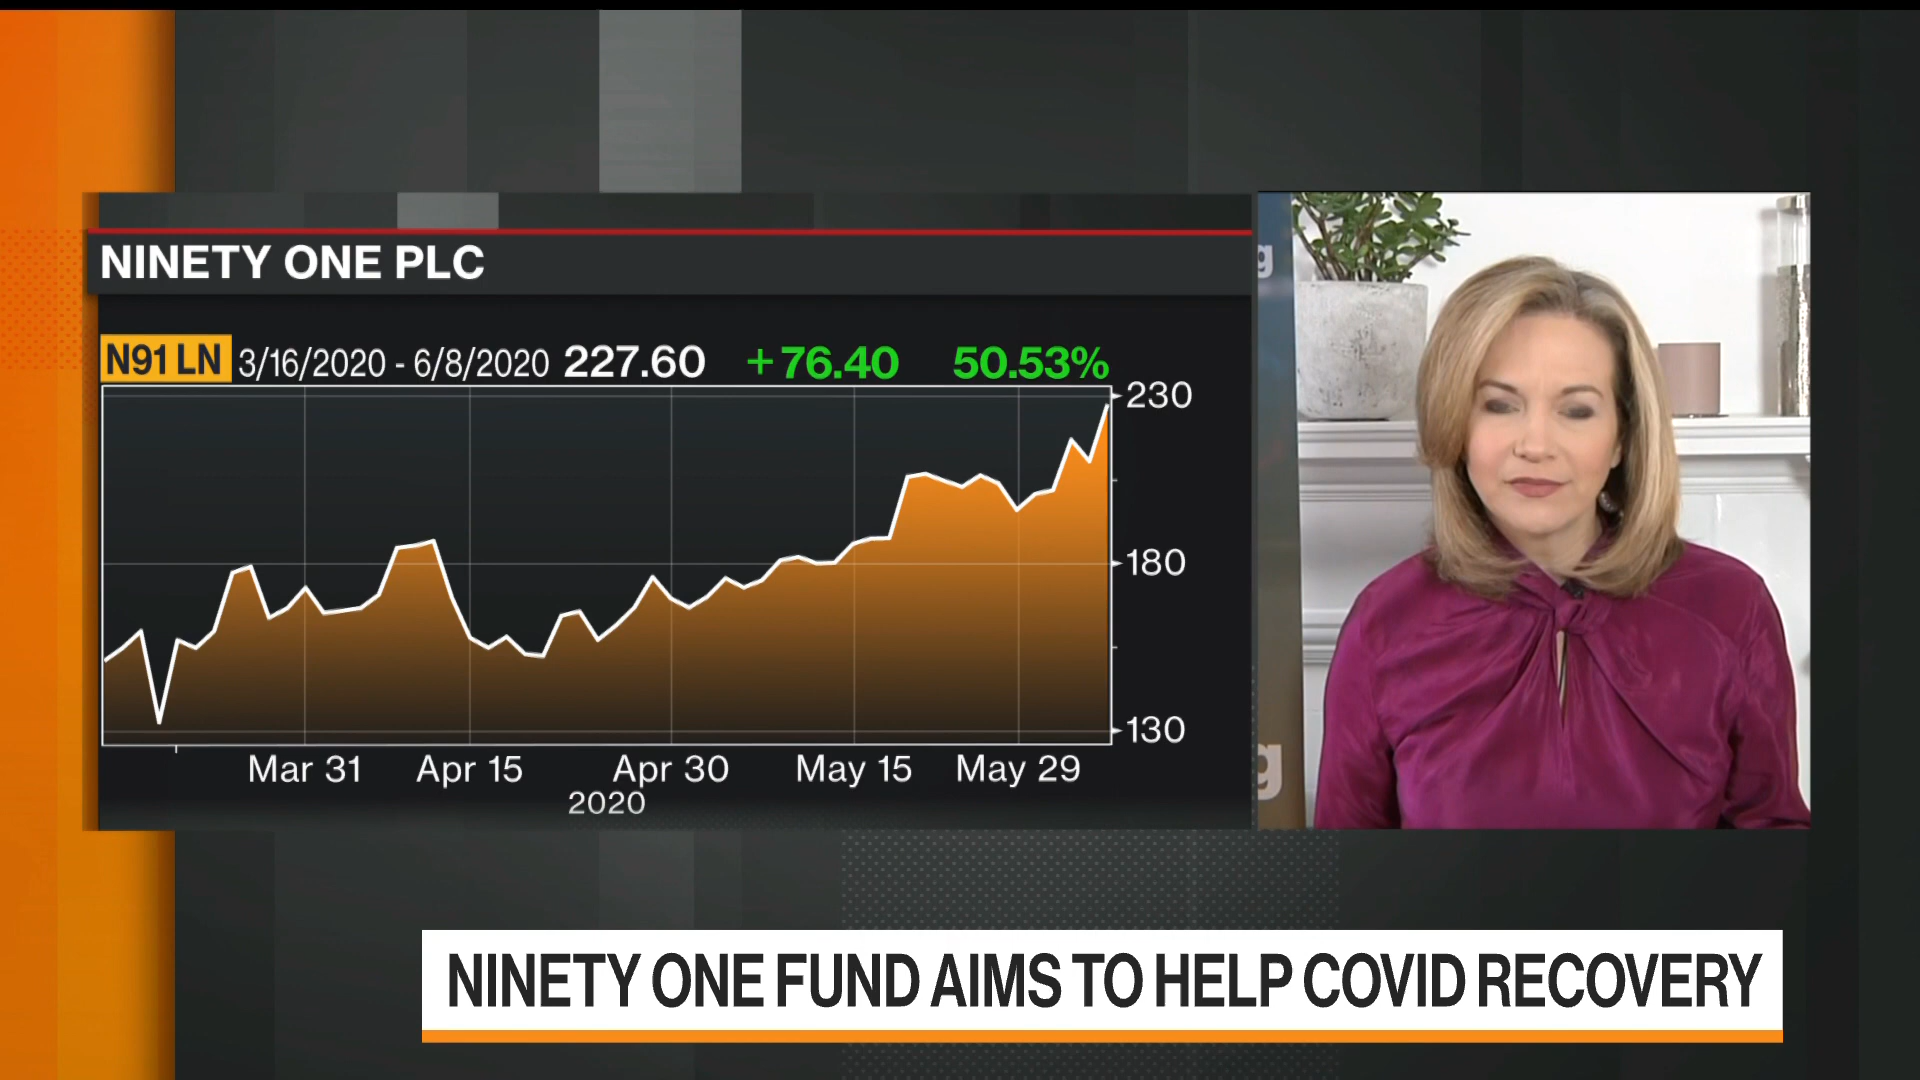 NINETY ONE PLC
N91 LN 3/16/2020 - 6/8/2020 227.60 +76.40 50.53%
230
180
130
Mar 31 Apr 15 Apr 30 May 15 May 29
2020
g
g
NINETY ONE FUND AIMS TO HELP COVID RECOVERY